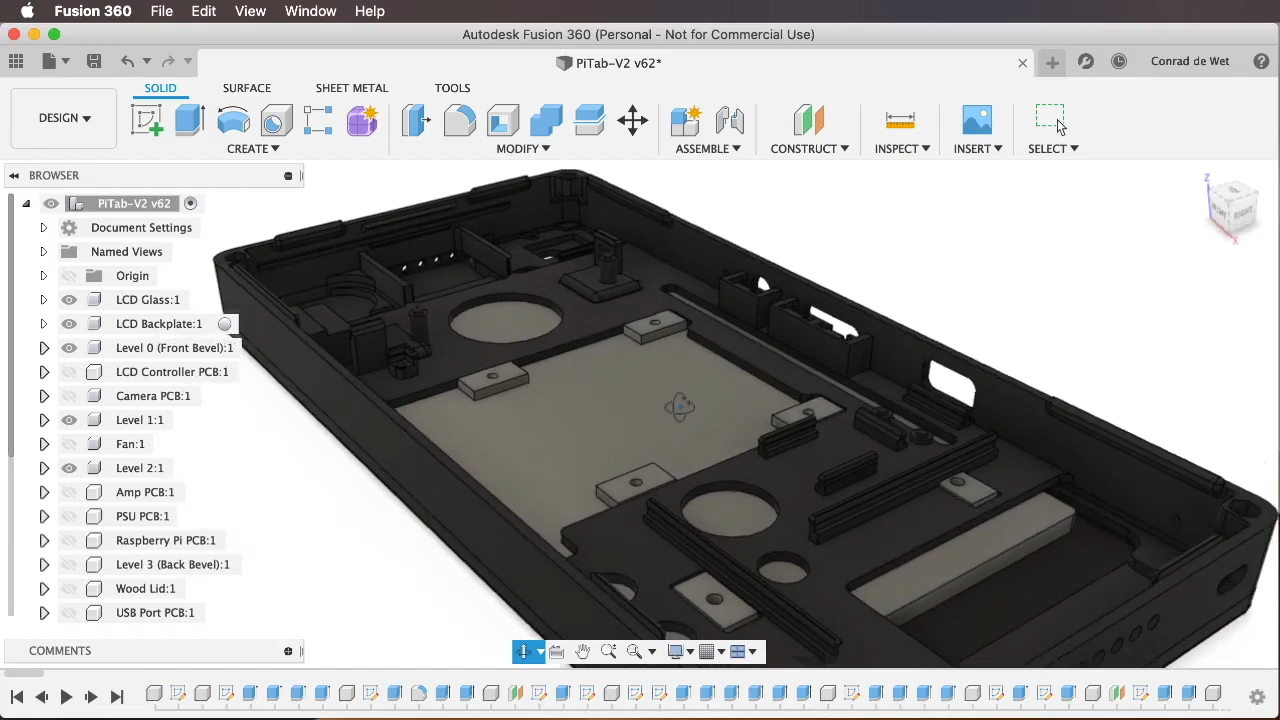 Fusion 360 File Edit View Window Help
Autodesk Fusion 360 (Personal - Not for Commercial Use)
PiTab-V2 v62*
Conrad de Wet
SOLID SURFACE SHEET METAL TOOLS
DESIGN
CREATE MODIFY ASSEMBLE CONSTRUCT INSPECT INSERT SELECT
BROWSER
PiTab-V2 v62
Document Settings
Named Views
Origin
LCD Glass:1
LCD Backplate:1
Level 0 (Front Bevel):1
LCD Controller PCB:1
Camera PCB:1
Level 1:1
Fan:1
Level 2:1
Amp PCB:1
PSU PCB:1
Raspberry Pi PCB:1
Level 3 (Back Bevel):1
Wood Lid:1
USB Port PCB:1
COMMENTS
Z
FRONT RIGHT
X